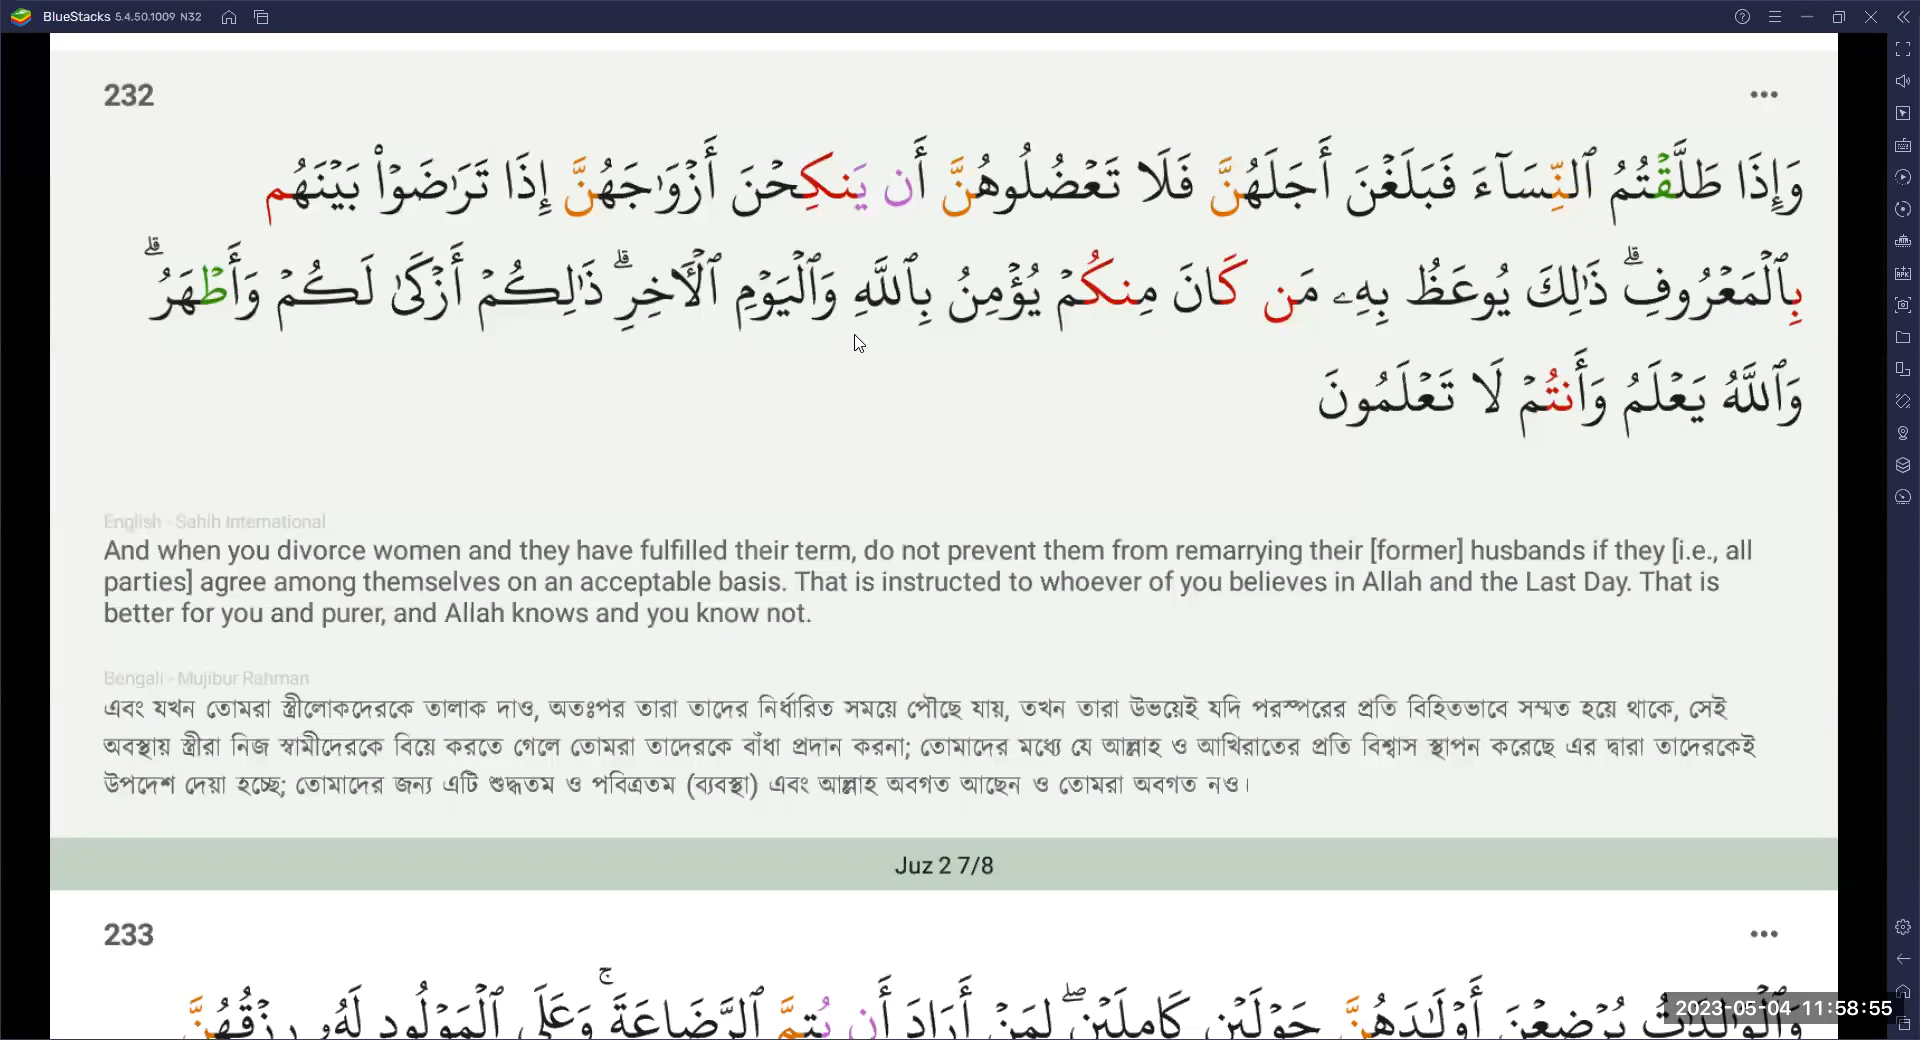 BlueStacks 5.4.50.1009 N32
232
وَإِذَا طَلَّقْتُمُ ٱلنِّسَآءَ فَبَلَغْنَ أَجَلَهُنَّ فَلَا تَعْضُلُوهُنَّ أَن يَنكِحْنَ أَزْوَٰجَهُنَّ إِذَا تَرَٰضَوْا۟ بَيْنَهُم
بِٱلْمَعْرُوفِ ۗ ذَٰلِكَ يُوعَظُ بِهِۦ مَن كَانَ مِنكُمْ يُؤْمِنُ بِٱللَّهِ وَٱلْيَوْمِ ٱلْـَٔاخِرِ ۗ ذَٰلِكُمْ أَزْكَىٰ لَكُمْ وَأَطْهَرُ ۗ
وَٱللَّهُ يَعْلَمُ وَأَنتُمْ لَا تَعْلَمُونَ
English - Sahih International
And when you divorce women and they have fulfilled their term, do not prevent them from remarrying their [former] husbands if they [i.e., all
parties] agree among themselves on an acceptable basis. That is instructed to whoever of you believes in Allah and the Last Day. That is
better for you and purer, and Allah knows and you know not.
Bengali - Mujibur Rahman
এবং যখন তোমরা স্ত্রীলোকদেরকে তালাক দাও, অতঃপর তারা তাদের নির্ধারিত সময়ে পৌছে যায়, তখন তারা উভয়েই যদি পরস্পরের প্রতি বিহিতভাবে সম্মত হয়ে থাকে, সেই
অবস্থায় স্ত্রীরা নিজ স্বামীদেরকে বিয়ে করতে গেলে তোমরা তাদেরকে বাঁধা প্রদান করনা; তোমাদের মধ্যে যে আল্লাহ ও আখিরাতের প্রতি বিশ্বাস স্থাপন করেছে এর দ্বারা তাদেরকেই
উপদেশ দেয়া হচ্ছে; তোমাদের জন্য এটি শুদ্ধতম ও পবিত্রতম (ব্যবস্থা) এবং আল্লাহ অবগত আছেন ও তোমরা অবগত নও।
Juz 2 7/8
233
وَٱلْوَٰلِدَٰتُ يُرْضِعْنَ أَوْلَٰدَهُنَّ حَوْلَيْنِ كَامِلَيْنِ ۖ لِمَنْ أَرَادَ أَن يُتِمَّ ٱلرَّضَاعَةَ ۚ وَعَلَى ٱلْمَوْلُودِ لَهُۥ رِزْقُهُنَّ
2023-05-04 11:58:55